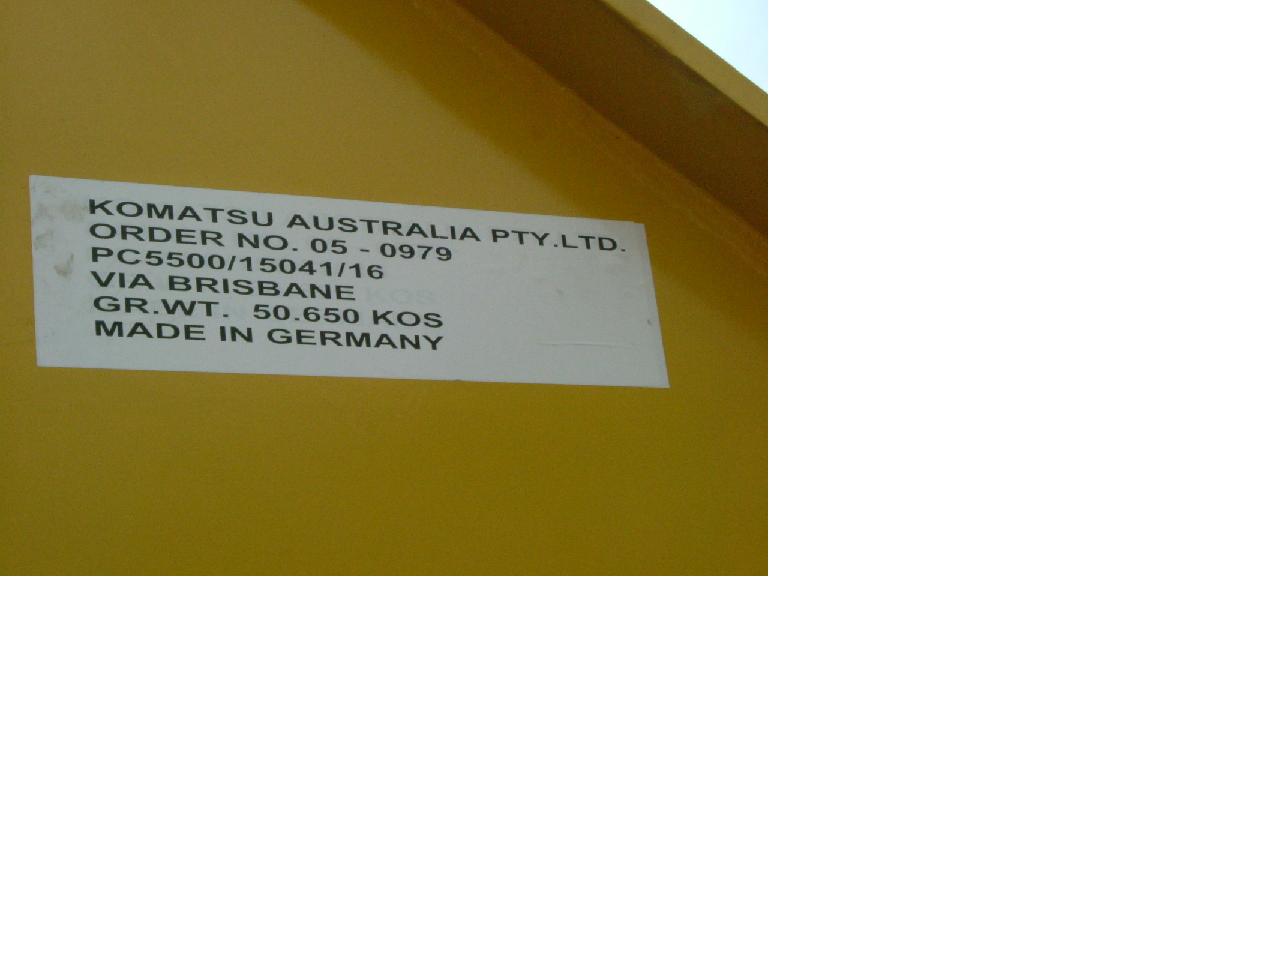 KOMATSU AUSTRALIA PTY.LTD.
ORDER NO. 05 - 0979
PC5500/15041/16
VIA BRISBANE KOS
GR.WT. 50.650 KOS
MADE IN GERMANY